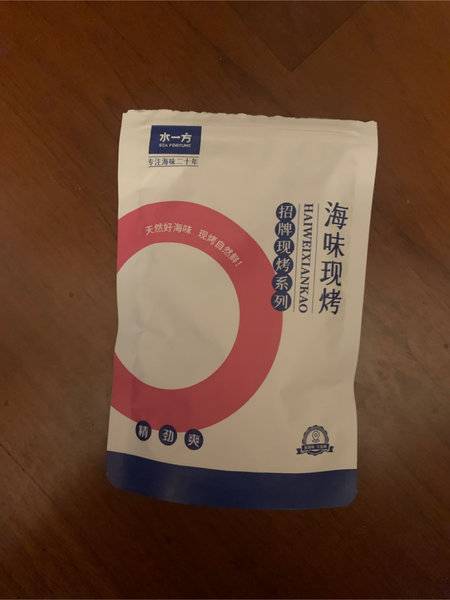 水一方
SEA FORTUNE
专注海味二十年
海味现烤
HAIWEIXIANKAO
招牌现烤系列
天然好海味 现烤自然鲜！
精劲爽